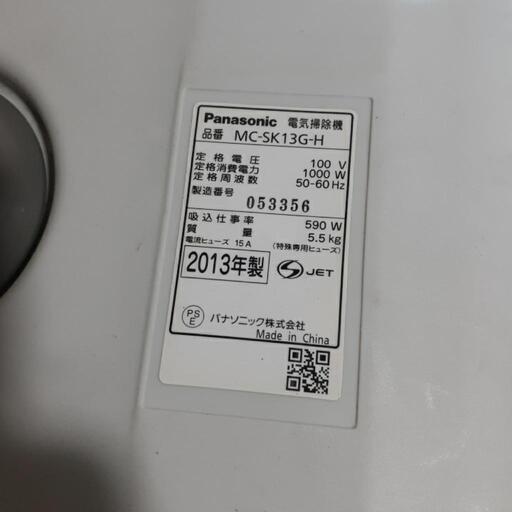 Panasonic 電気掃除機
品番 MC-SK13G-H
定格電圧 100 V
定格消費電力 1000 W
定格周波数 50-60 Hz
製造番号 053356
吸込仕事率 590 W
質量 5.5 kg
電流ヒューズ 15 A (特殊専用ヒューズ)
2013年製 S JET
PS E パナソニック株式会社
Made in China